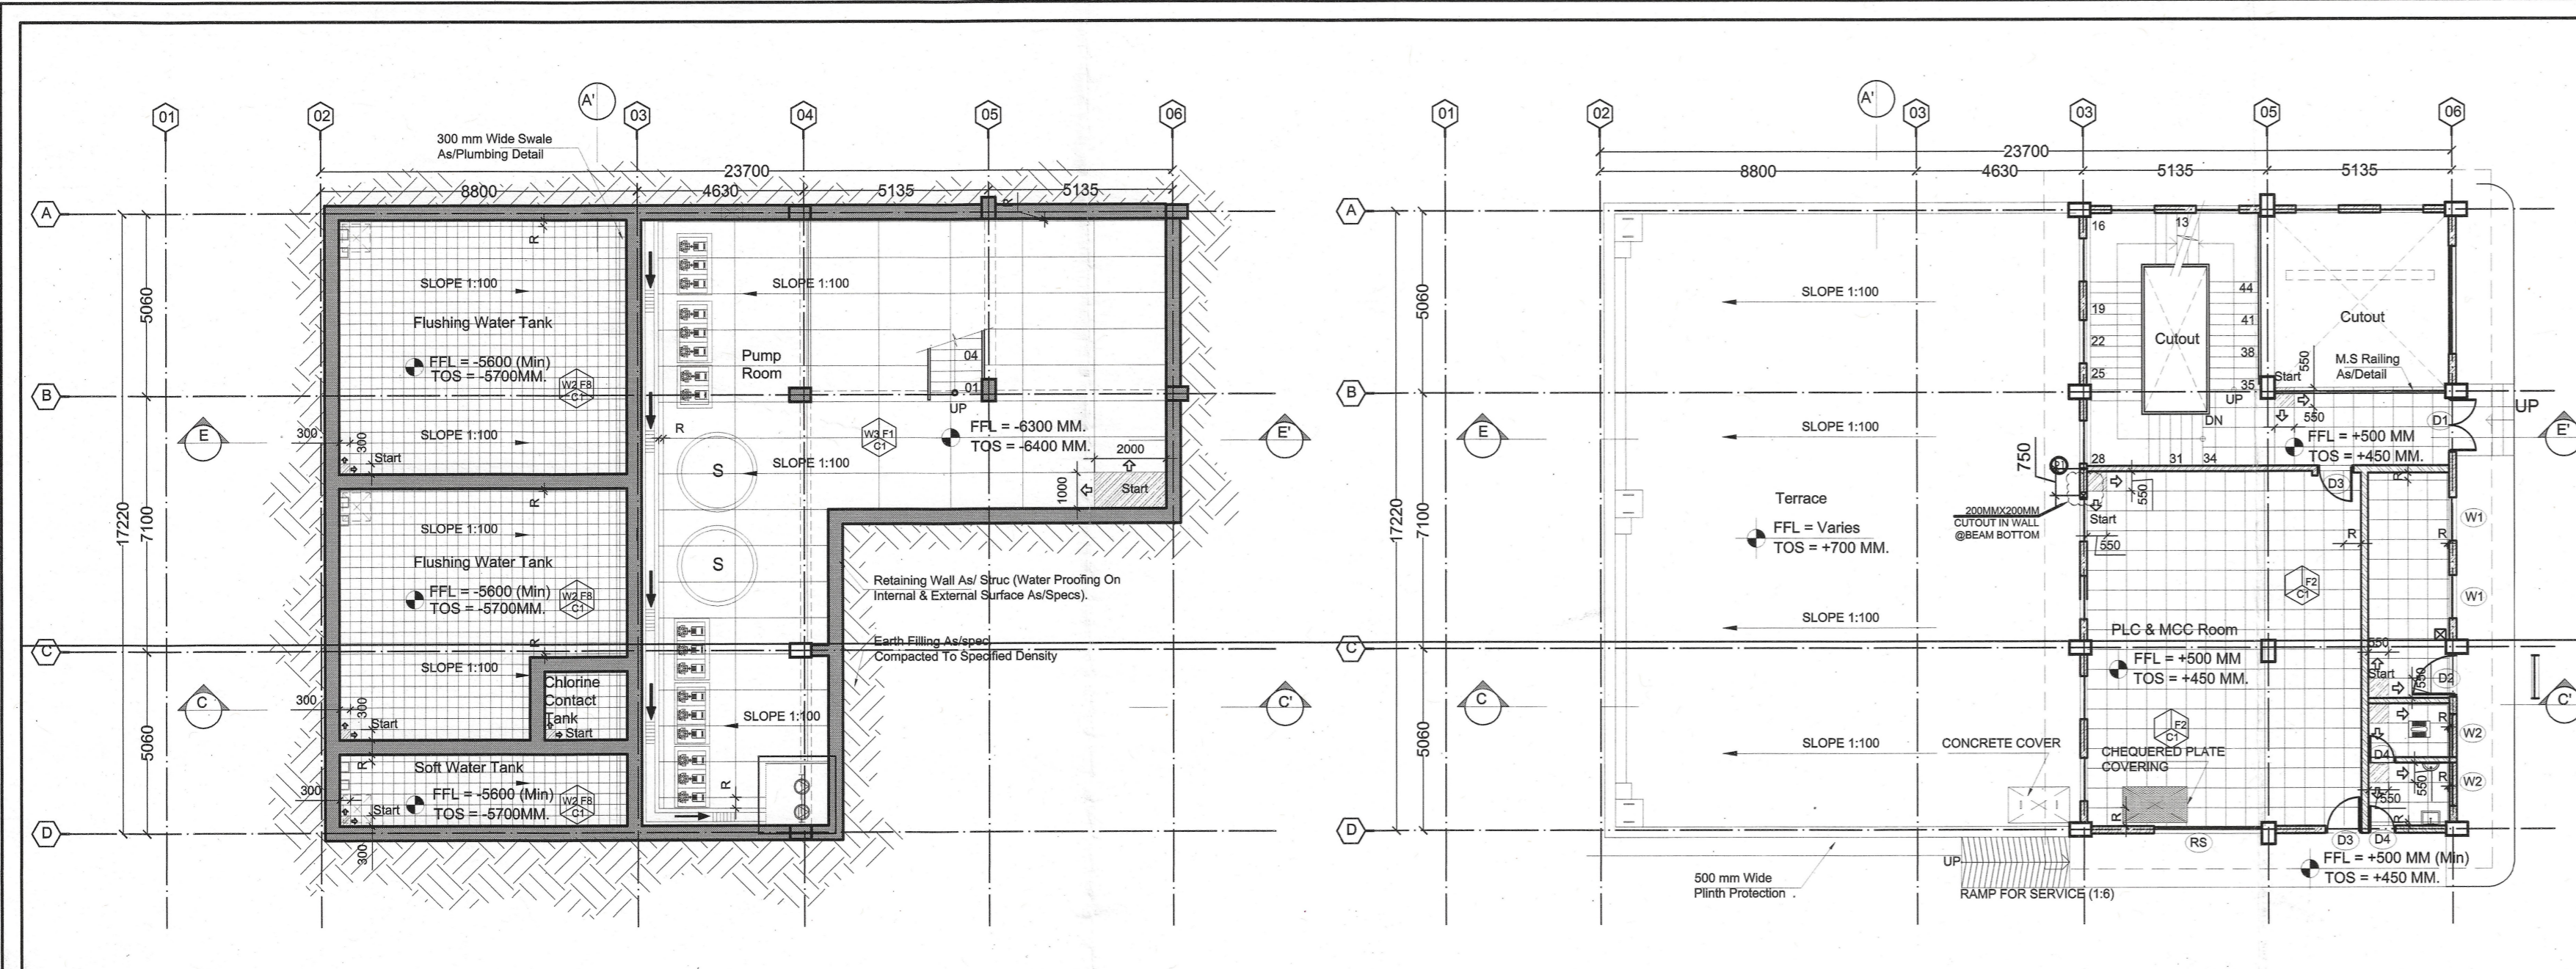 01
02
A'
03
04
05
06
300 mm Wide Swale
As/Plumbing Detail
23700
8800
4630
5135
5135
A
B
C
D
17220
5060
7100
5060
R
SLOPE 1:100
Flushing Water Tank
FFL = -5600 (Min)
TOS = -5700MM.
W2 F8
C1
SLOPE 1:100
300
300
Start
R
SLOPE 1:100
Flushing Water Tank
FFL = -5600 (Min)
TOS = -5700MM.
W2 F8
C1
R
SLOPE 1:100
Chlorine
Contact
Tank
Start
300
300
Start
R
Soft Water Tank
FFL = -5600 (Min)
TOS = -5700MM.
W2 F8
C1
300
Start
300
R
SLOPE 1:100
Pump
Room
04
01
UP
R
W3 F1
C1
FFL = -6300 MM.
TOS = -6400 MM.
S
SLOPE 1:100
2000
1000
Start
S
Retaining Wall As/ Struc (Water Proofing On
Internal & External Surface As/Specs).
Earth Filling As/spec
Compacted To Specified Density
SLOPE 1:100
R
E
E'
C
C'
01
02
A'
03
03
05
06
23700
8800
4630
5135
5135
A
B
C
D
17220
5060
7100
5060
E
E'
C
C'
SLOPE 1:100
SLOPE 1:100
Terrace
FFL = Varies
TOS = +700 MM.
SLOPE 1:100
SLOPE 1:100
16
13
19
22
25
28
31
34
35
38
41
44
Cutout
UP
DN
Cutout
M.S Railing
As/Detail
Start
550
550
D1
UP
FFL = +500 MM
TOS = +450 MM.
750
200MMX200MM
CUTOUT IN WALL
@BEAM BOTTOM
550
Start
550
D3
R
R
R
W1
F2
C1
W1
PLC & MCC Room
FFL = +500 MM
TOS = +450 MM.
550
Start
550
D2
F2
C1
R
W2
D4
CONCRETE COVER
CHEQUERED PLATE
COVERING
550
550
R
W2
R
R
RS
D3
D4
FFL = +500 MM (Min)
TOS = +450 MM.
500 mm Wide
Plinth Protection
UP
RAMP FOR SERVICE (1:6)